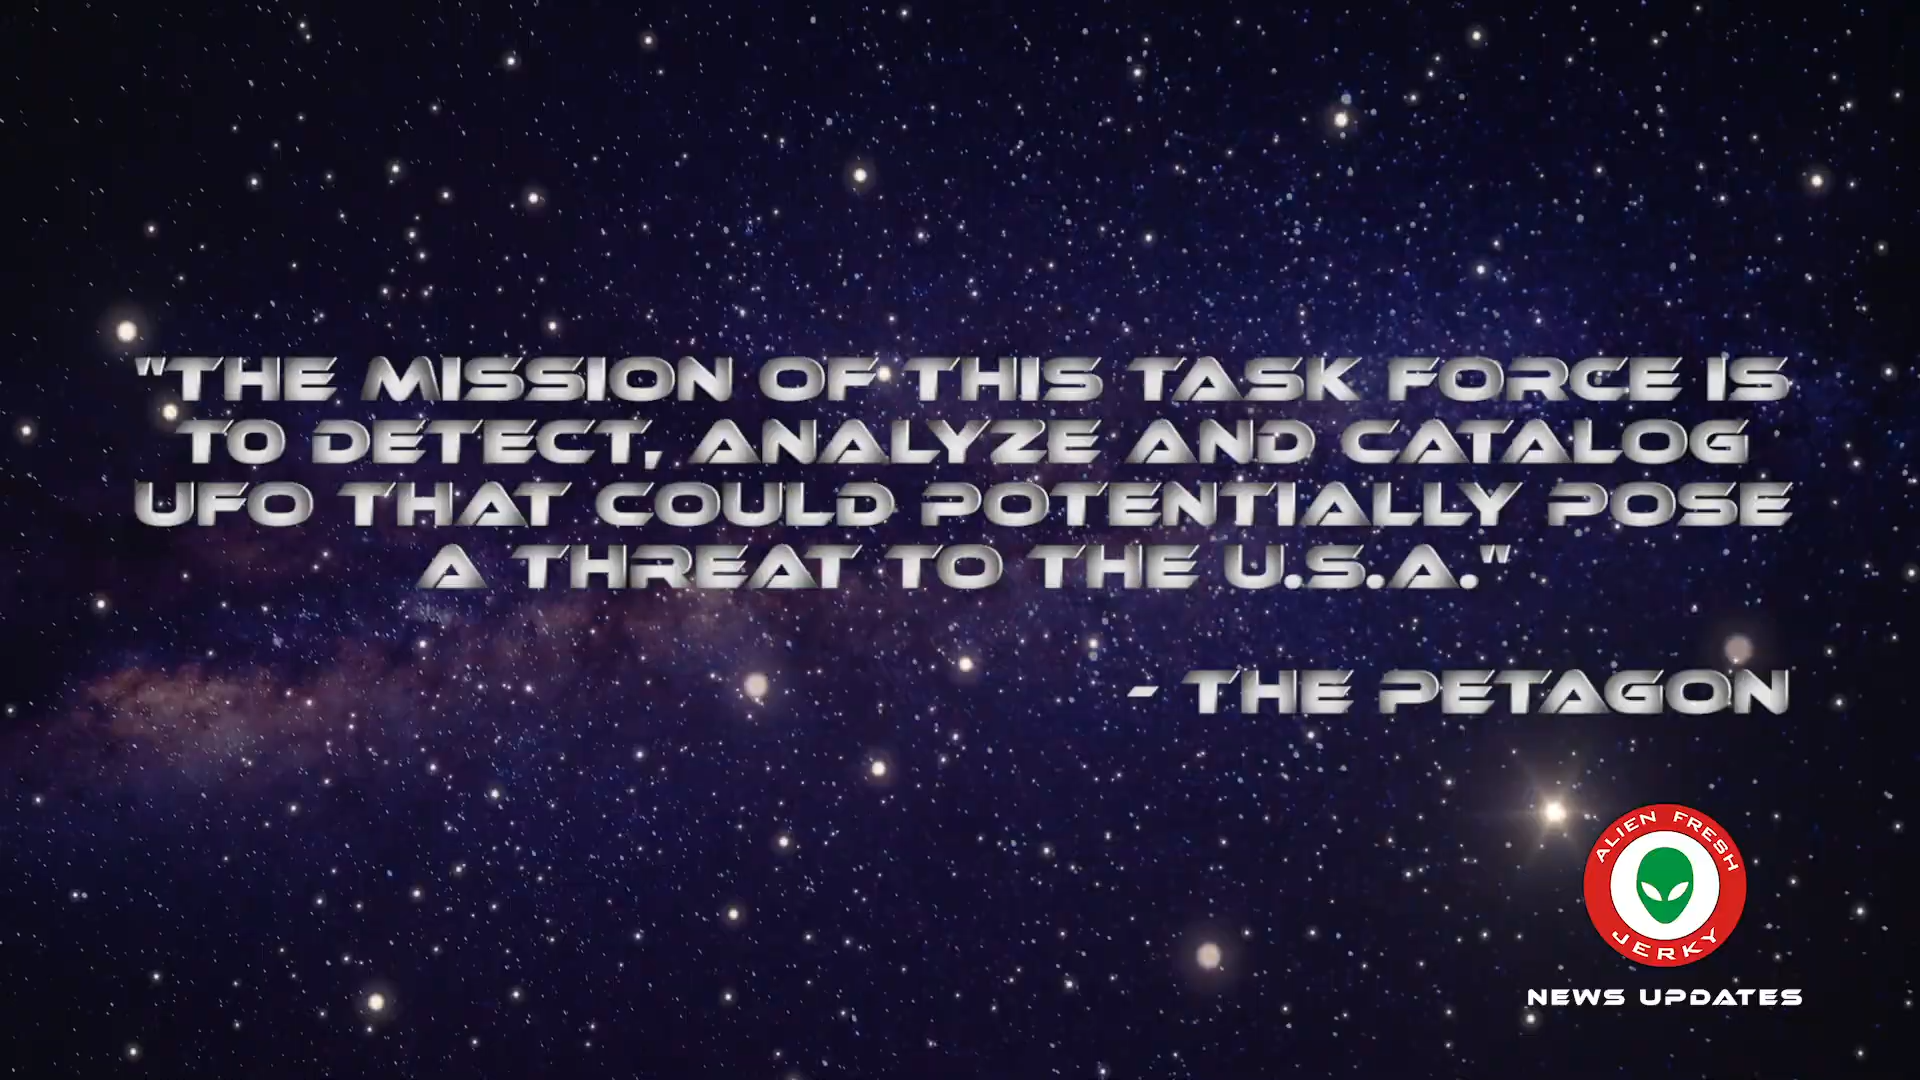 "THE MISSION OF THIS TASK FORCE IS
TO DETECT, ANALYZE AND CATALOG
UFO THAT COULD POTENTIALLY POSE
A THREAT TO THE U.S.A."
- THE PETAGON
ALIEN FRESH
JERKY
NEWS UPDATES